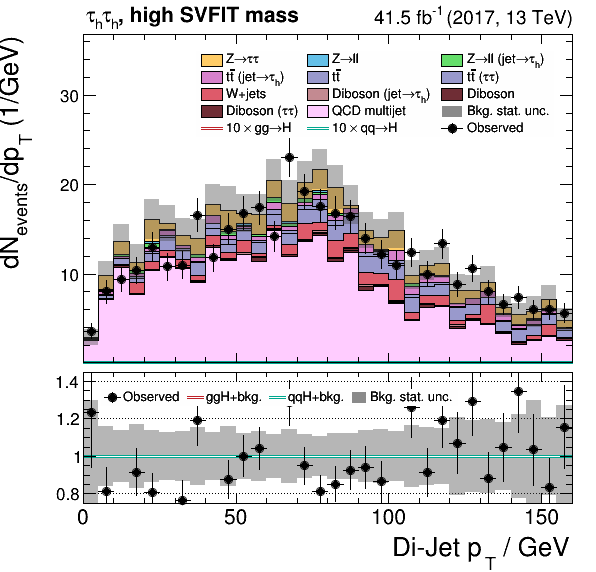 τhτh, high SVFIT mass 41.5 fb-1 (2017, 13 TeV)
dNevents/dpT (1/GeV)
30
20
10
Z→ττ Z→ll Z→ll (jet→τh)
tt̄ (jet→τh) tt̄ tt̄ (ττ)
W+jets Diboson (jet→τh) Diboson
Diboson (ττ) QCD multijet Bkg. stat. unc.
10 × gg→H 10 × qq→H Observed
1.4
1.2
1.0
0.8
Observed ggH+bkg. qqH+bkg. Bkg. stat. unc.
0 50 100 150
Di-Jet pT / GeV